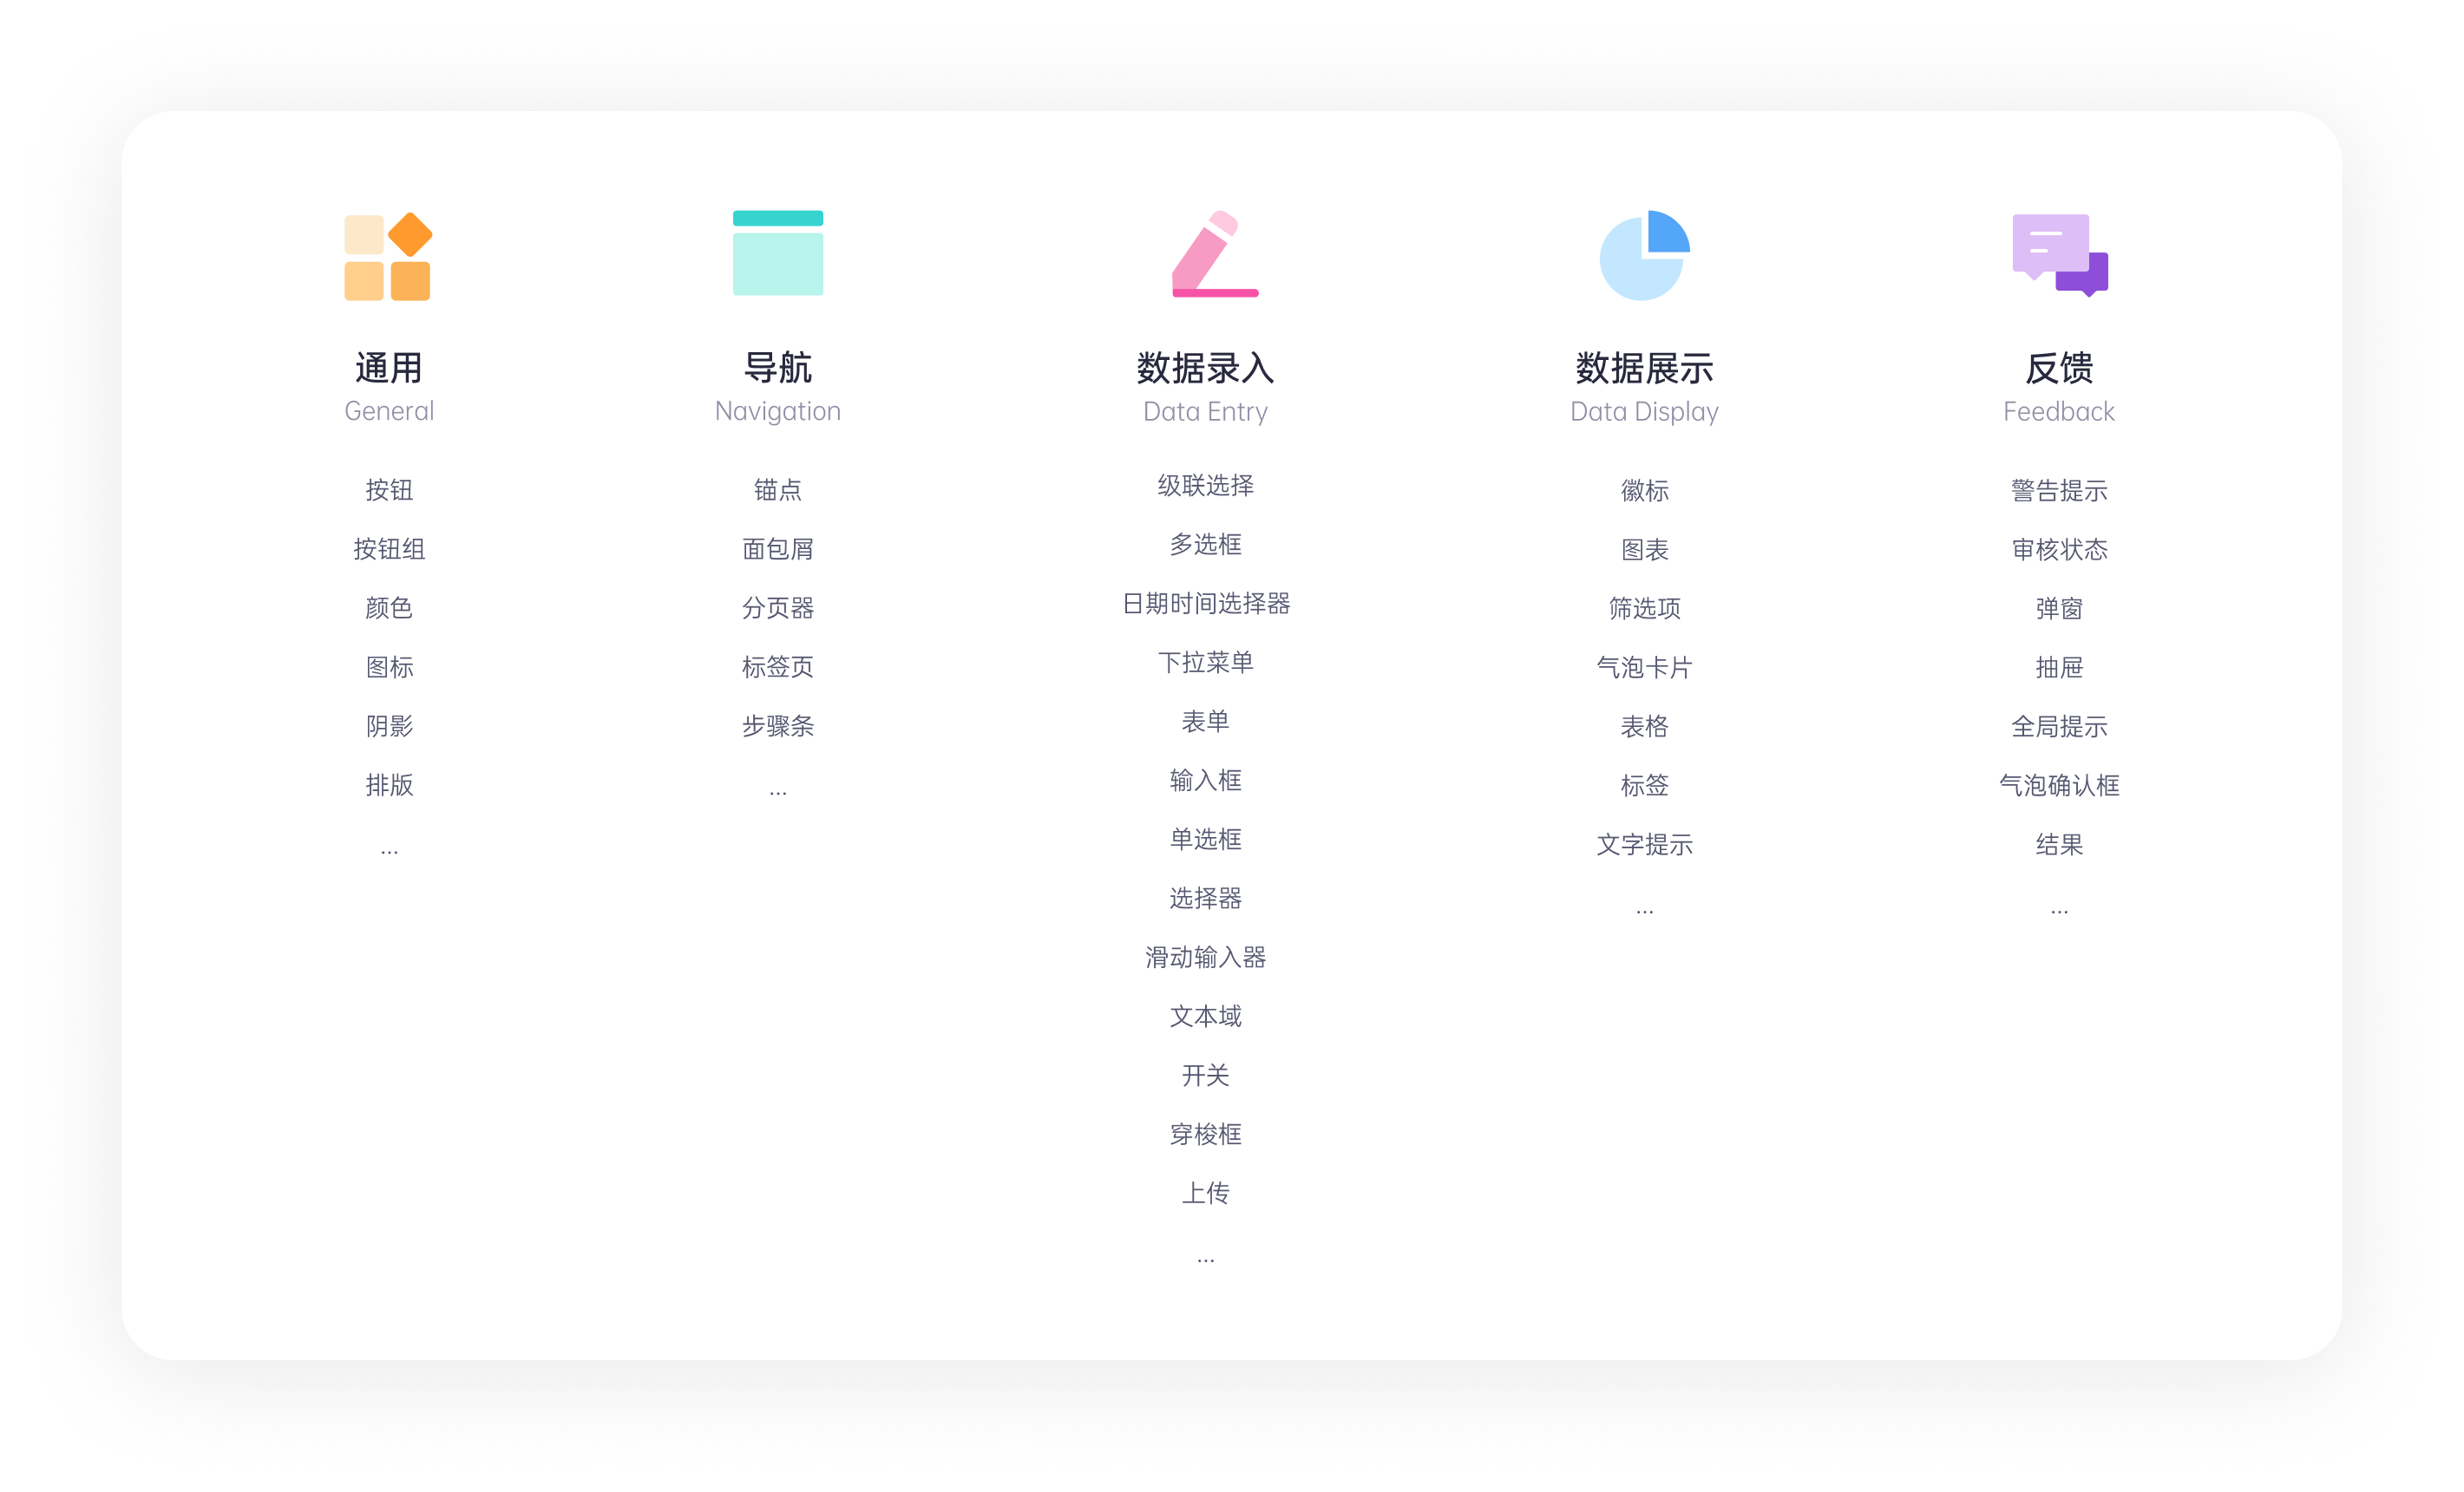 通用
General
按钮
按钮组
颜色
图标
阴影
排版
...
导航
Navigation
锚点
面包屑
分页器
标签页
步骤条
...
数据录入
Data Entry
级联选择
多选框
日期时间选择器
下拉菜单
表单
输入框
单选框
选择器
滑动输入器
文本域
开关
穿梭框
上传
...
数据展示
Data Display
徽标
图表
筛选项
气泡卡片
表格
标签
文字提示
...
反馈
Feedback
警告提示
审核状态
弹窗
抽屉
全局提示
气泡确认框
结果
...